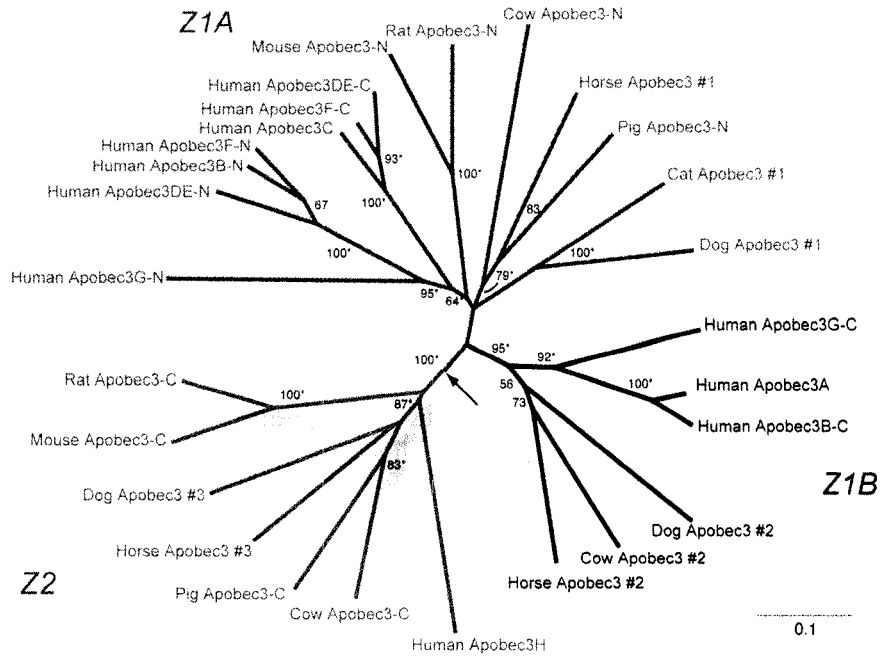 Z1A
Cow Apobec3-N
Rat Apobec3-N
Mouse Apobec3-N
Human Apobec3DE-C
Horse Apobec3 #1
Human Apobec3F-C
Human Apobec3C
Pig Apobec3-N
Human Apobec3F-N
Human Apobec3B-N
Human Apobec3DE-N
Cat Apobec3 #1
93*
100*
100*
67
83
100*
100*
Dog Apobec3 #1
Human Apobec3G-N
95*
64*
79*
Human Apobec3G-C
100*
95*
92*
Rat Apobec3-C
100*
87*
56
73
100*
Human Apobec3A
Human Apobec3B-C
Mouse Apobec3-C
83*
Dog Apobec3 #3
Z1B
Horse Apobec3 #3
Dog Apobec3 #2
Cow Apobec3 #2
Horse Apobec3 #2
Z2
Pig Apobec3-C
Cow Apobec3-C
Human Apobec3H
0.1